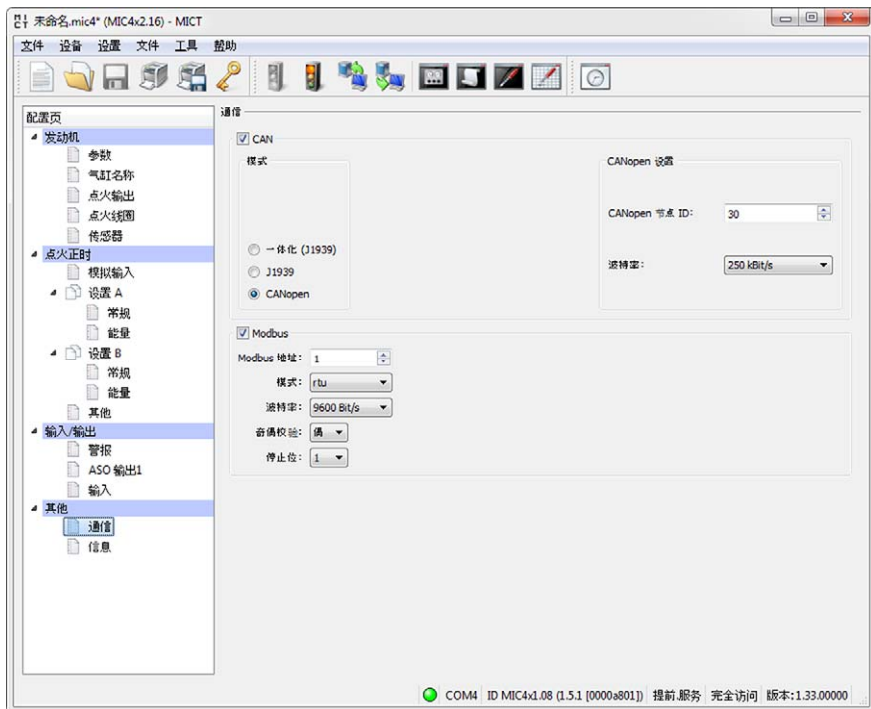 未命名.mic4* (MIC4x2.16) - MICT
文件 设备 设置 文件 工具 帮助
配置页
发动机
参数
气缸名称
点火输出
点火线圈
传感器
点火正时
模拟输入
设置 A
常规
能量
设置 B
常规
能量
其他
输入/输出
警报
ASO 输出1
输入
其他
通信
信息
通信
CAN
模式
一体化 (J1939)
J1939
CANopen
CANopen 设置
CANopen 节点 ID: 30
波特率: 250 kBit/s
Modbus
Modbus 地址: 1
模式: rtu
波特率: 9600 Bit/s
奇偶校验: 偶
停止位: 1
COM4 ID MIC4x1.08 (1.5.1 [0000a801]) 提前.服务 完全访问 版本:1.33.00000